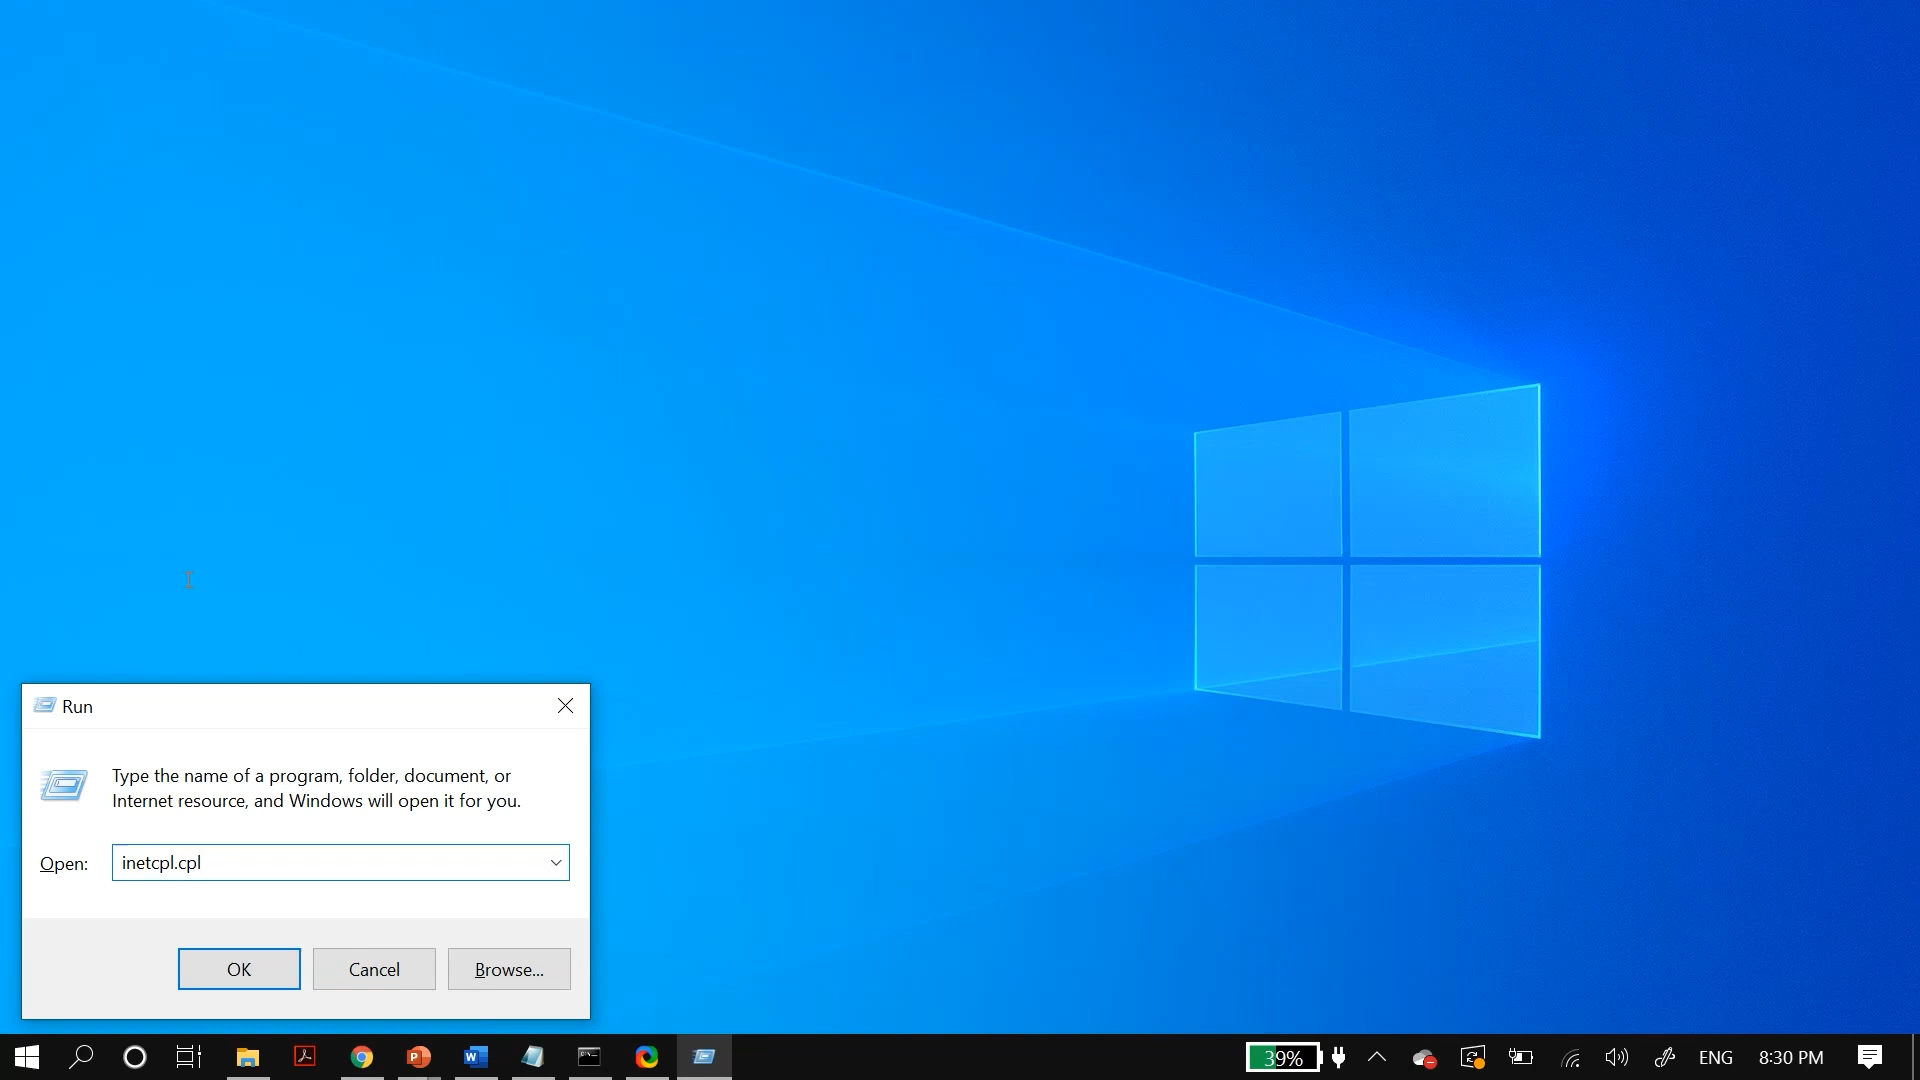 Run
Type the name of a program, folder, document, or
Internet resource, and Windows will open it for you.
Open:
inetcpl.cpl
OK
Cancel
Browse...
39%
ENG
8:30 PM